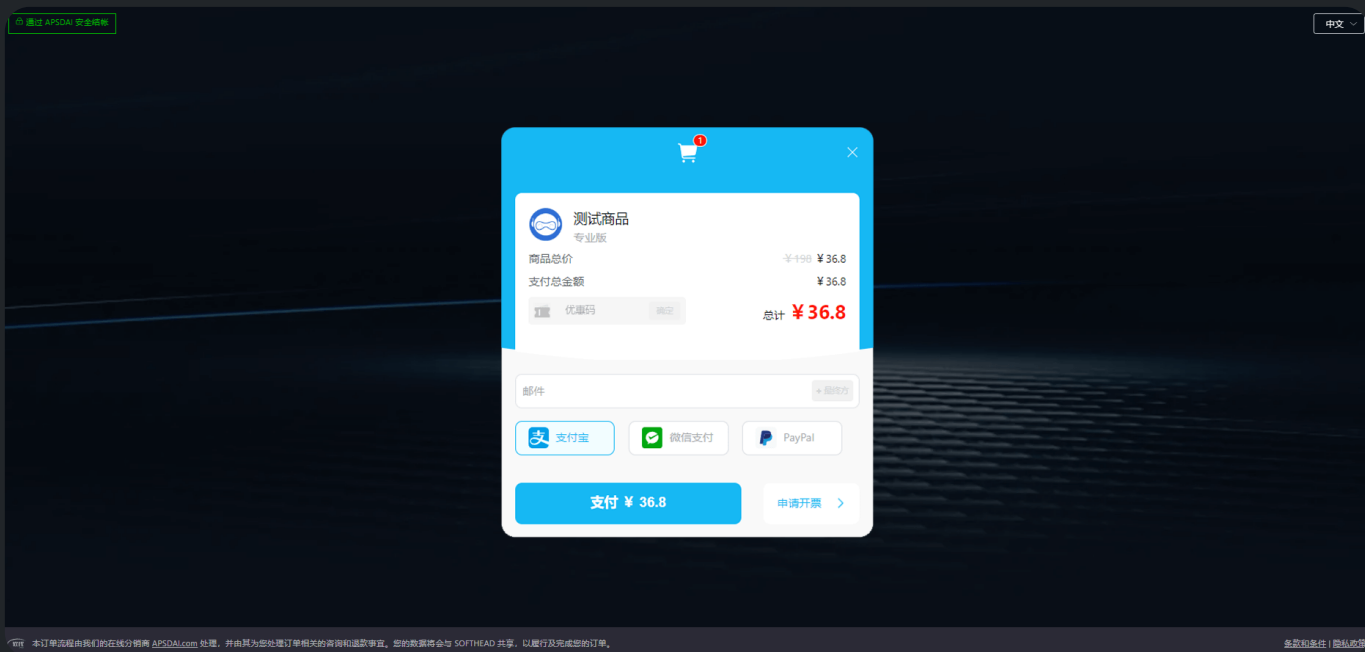 通过 APSDAI 安全结帐
中文
1
测试商品
专业版
商品总价 ¥198 ¥36.8
支付总金额 ¥36.8
优惠码 确定
总计 ¥36.8
邮件
支付宝 微信支付 PayPal
支付 ¥ 36.8 申请开票
本订单流程由我们的在线分销商 APSDAI.com 处理，并由其为您处理订单相关的咨询和退款事宜。您的数据将会与 SOFTHEAD 共享，以履行及完成您的订单。
条款和条件 | 隐私政策